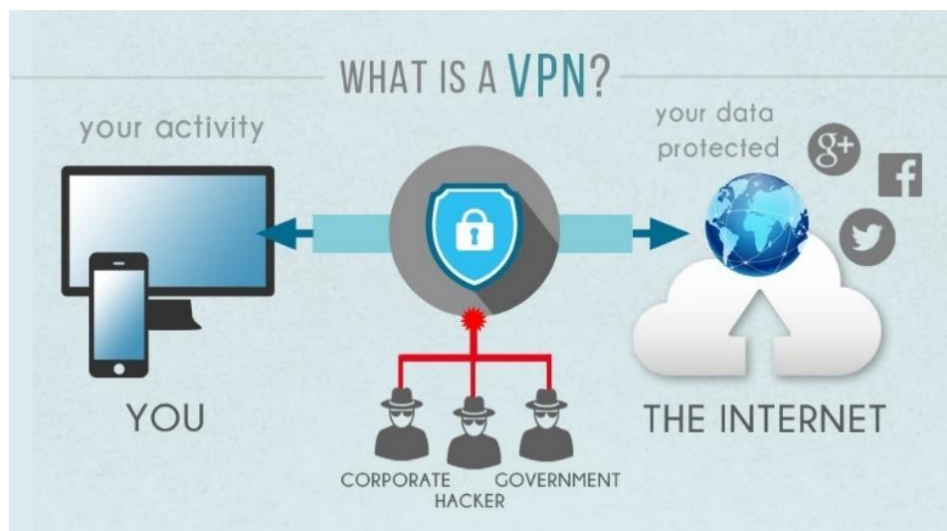 WHAT IS A VPN?
your activity
your data
protected
g+
f
YOU
THE INTERNET
CORPORATE
HACKER
GOVERNMENT